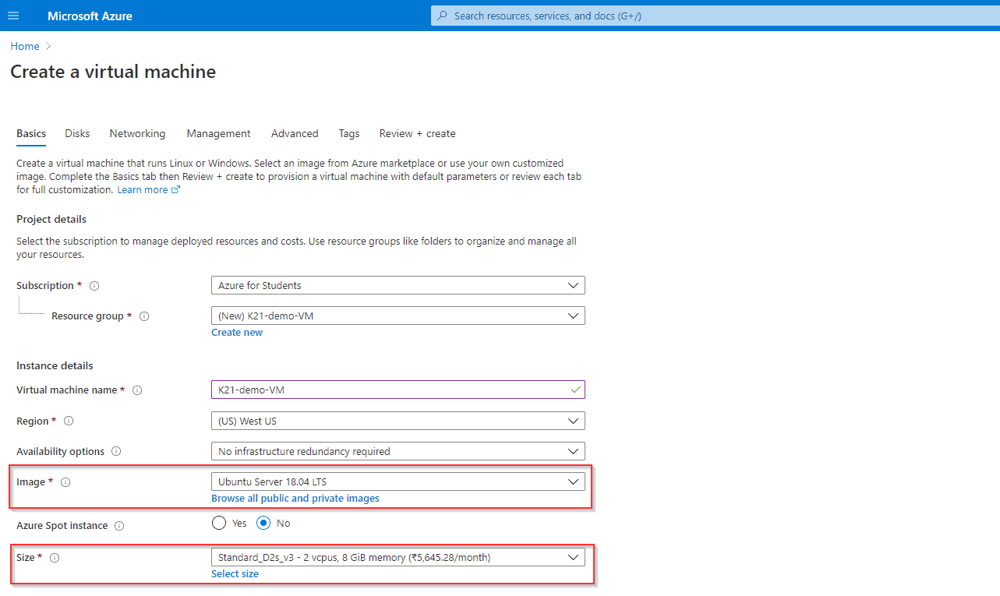 Microsoft Azure
Search resources, services, and docs (G+/)
Home
Create a virtual machine
Basics Disks Networking Management Advanced Tags Review + create
Create a virtual machine that runs Linux or Windows. Select an image from Azure marketplace or use your own customized
image. Complete the Basics tab then Review + create to provision a virtual machine with default parameters or review each tab
for full customization. Learn more
Project details
Select the subscription to manage deployed resources and costs. Use resource groups like folders to organize and manage all
your resources.
Subscription * Azure for Students
Resource group * (New) K21-demo-VM
Create new
Instance details
Virtual machine name * K21-demo-VM
Region * (US) West US
Availability options No infrastructure redundancy required
Image * Ubuntu Server 18.04 LTS
Browse all public and private images
Azure Spot instance Yes No
Size * Standard_D2s_v3 - 2 vcpus, 8 GiB memory (₹5,645.28/month)
Select size